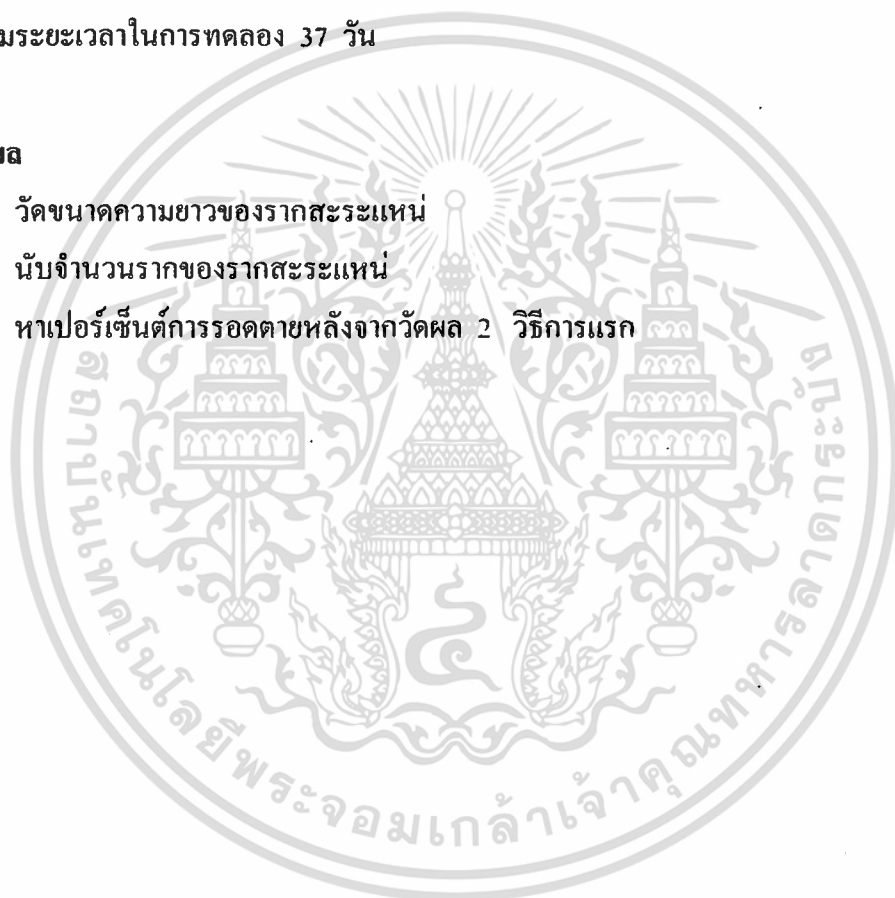 มระยะเวลาในการทดลอง 37 วัน
ผล
วัดขนาดความยาวของรากสะระแหน่
นับจำนวนรากของรากสะระแหน่
หาเปอร์เซ็นต์การรอดตายหลังจากวัดผล 2 วิธีการแรก
สถาบันเทคโนโลยีพระจอมเกล้าเจ้าคุณทหารลาดกระบัง